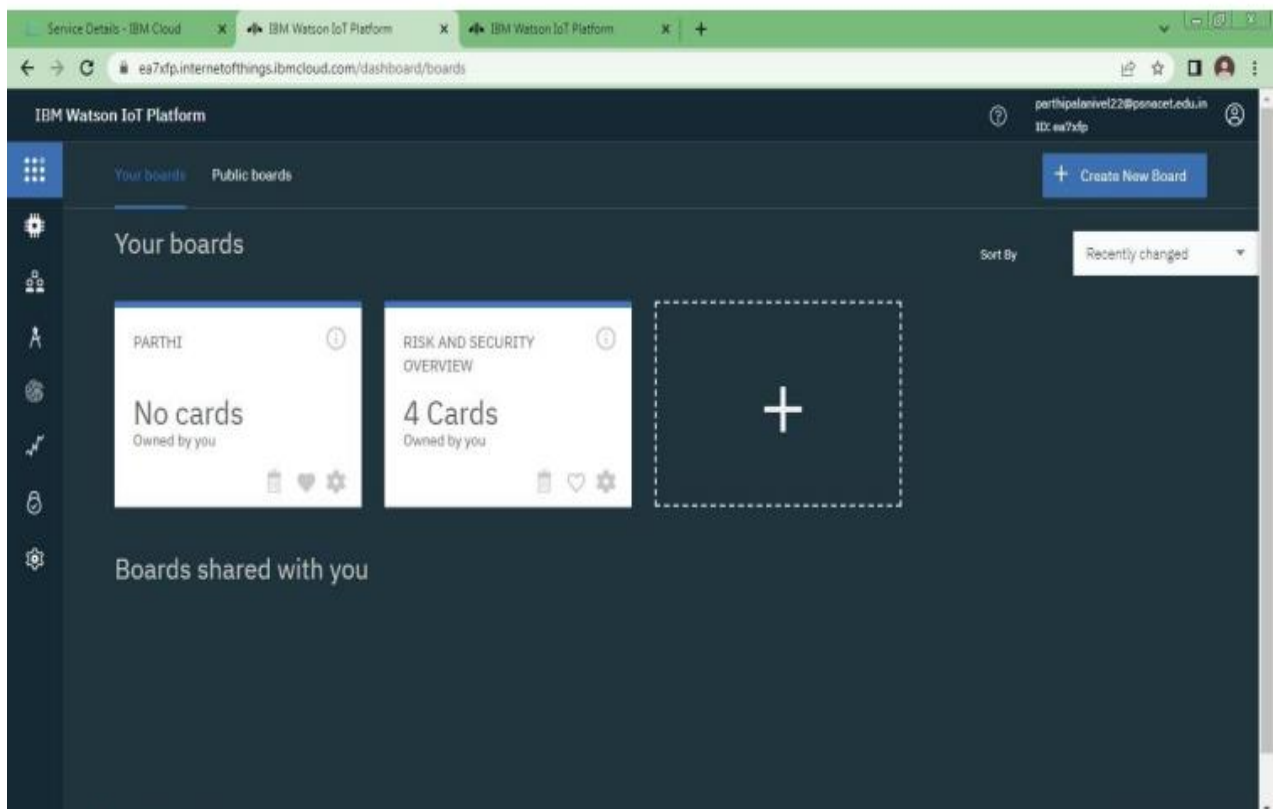 Service Details - IBM Cloud
IBM Watson IoT Platform
IBM Watson IoT Platform
ea7xfp.internetofthings.ibmcloud.com/dashboard/boards
IBM Watson IoT Platform
parthipalanivel22@psnacet.edu.in
ID: ea7xfp
Your boards
Public boards
Create New Board
Your boards
Sort By
Recently changed
PARTHI
No cards
Owned by you
RISK AND SECURITY
OVERVIEW
4 Cards
Owned by you
Boards shared with you